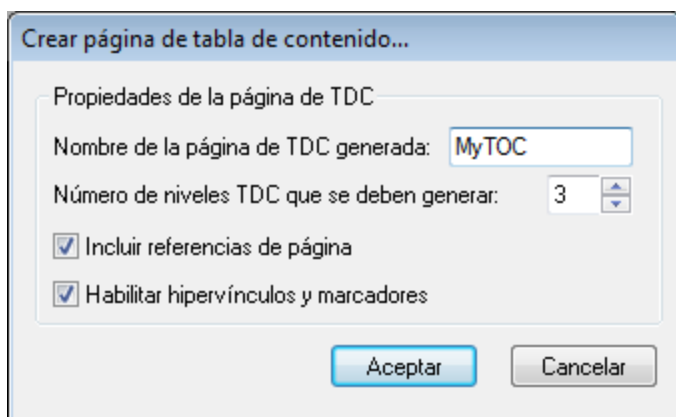 Crear página de tabla de contenido...
Propiedades de la página de TDC
Nombre de la página de TDC generada: MyTOC
Número de niveles TDC que se deben generar: 3
Incluir referencias de página
Habilitar hipervínculos y marcadores
Aceptar Cancelar